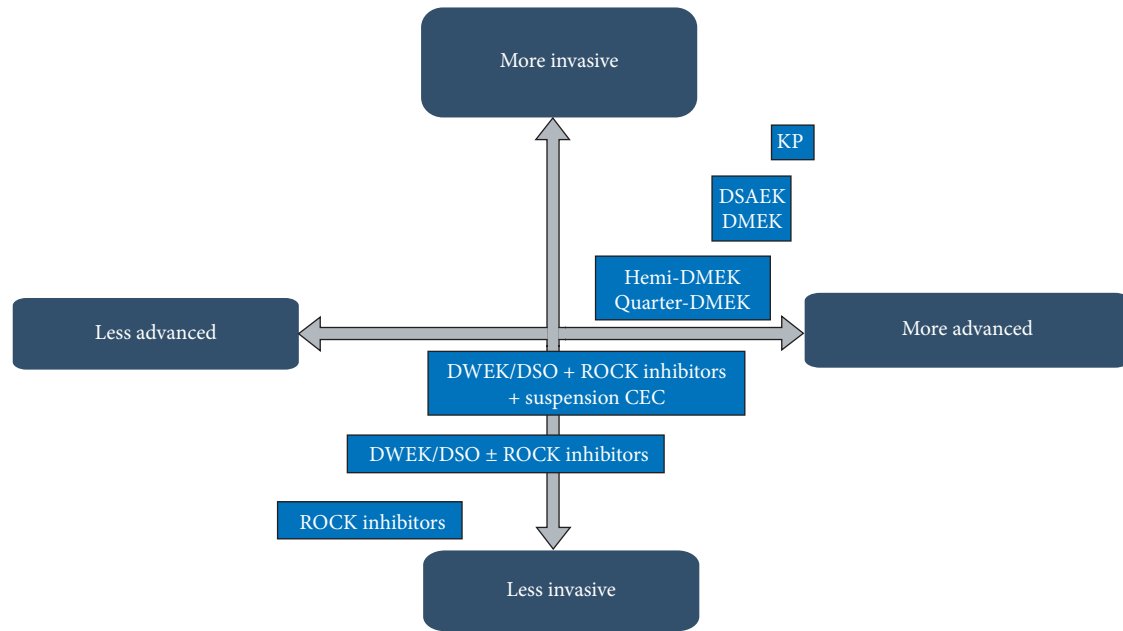 More invasive
KP
DSAEK
DMEK
Hemi-DMEK
Quarter-DMEK
Less advanced
More advanced
DWEK/DSO + ROCK inhibitors
+ suspension CEC
DWEK/DSO ± ROCK inhibitors
ROCK inhibitors
Less invasive